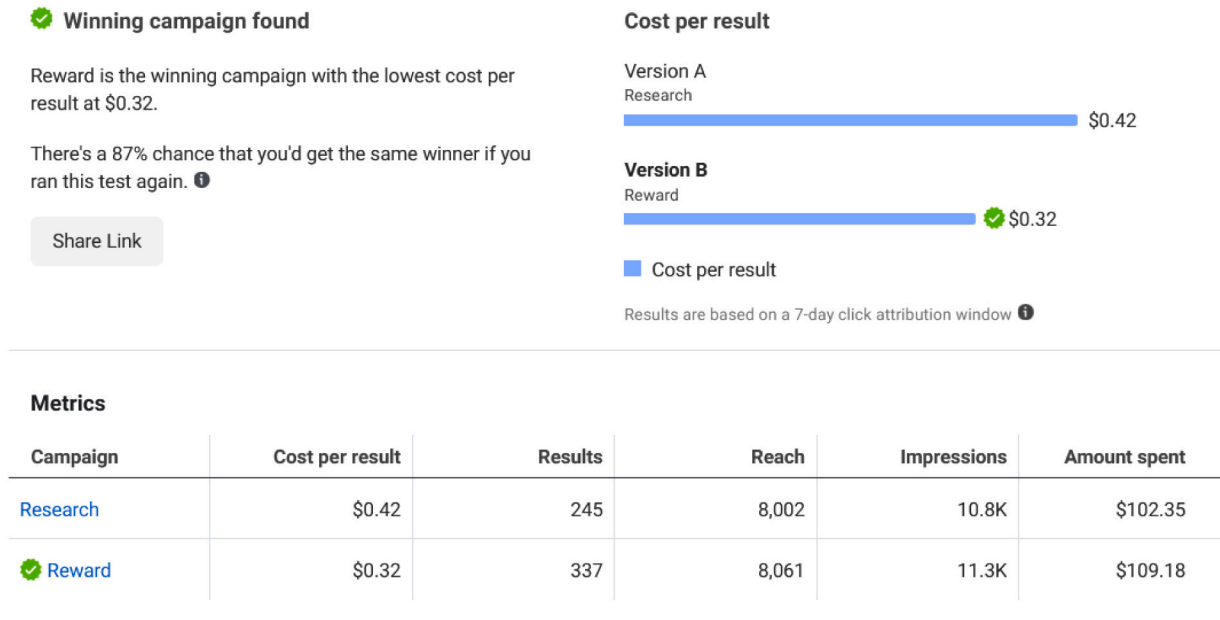 Winning campaign found
Reward is the winning campaign with the lowest cost per
result at $0.32.
There's a 87% chance that you'd get the same winner if you
ran this test again.
Share Link
Cost per result
Version A
Research
$0.42
Version B
Reward
$0.32
Cost per result
Results are based on a 7-day click attribution window
Metrics
Campaign Cost per result Results Reach Impressions Amount spent
Research $0.42 245 8,002 10.8K $102.35
Reward $0.32 337 8,061 11.3K $109.18